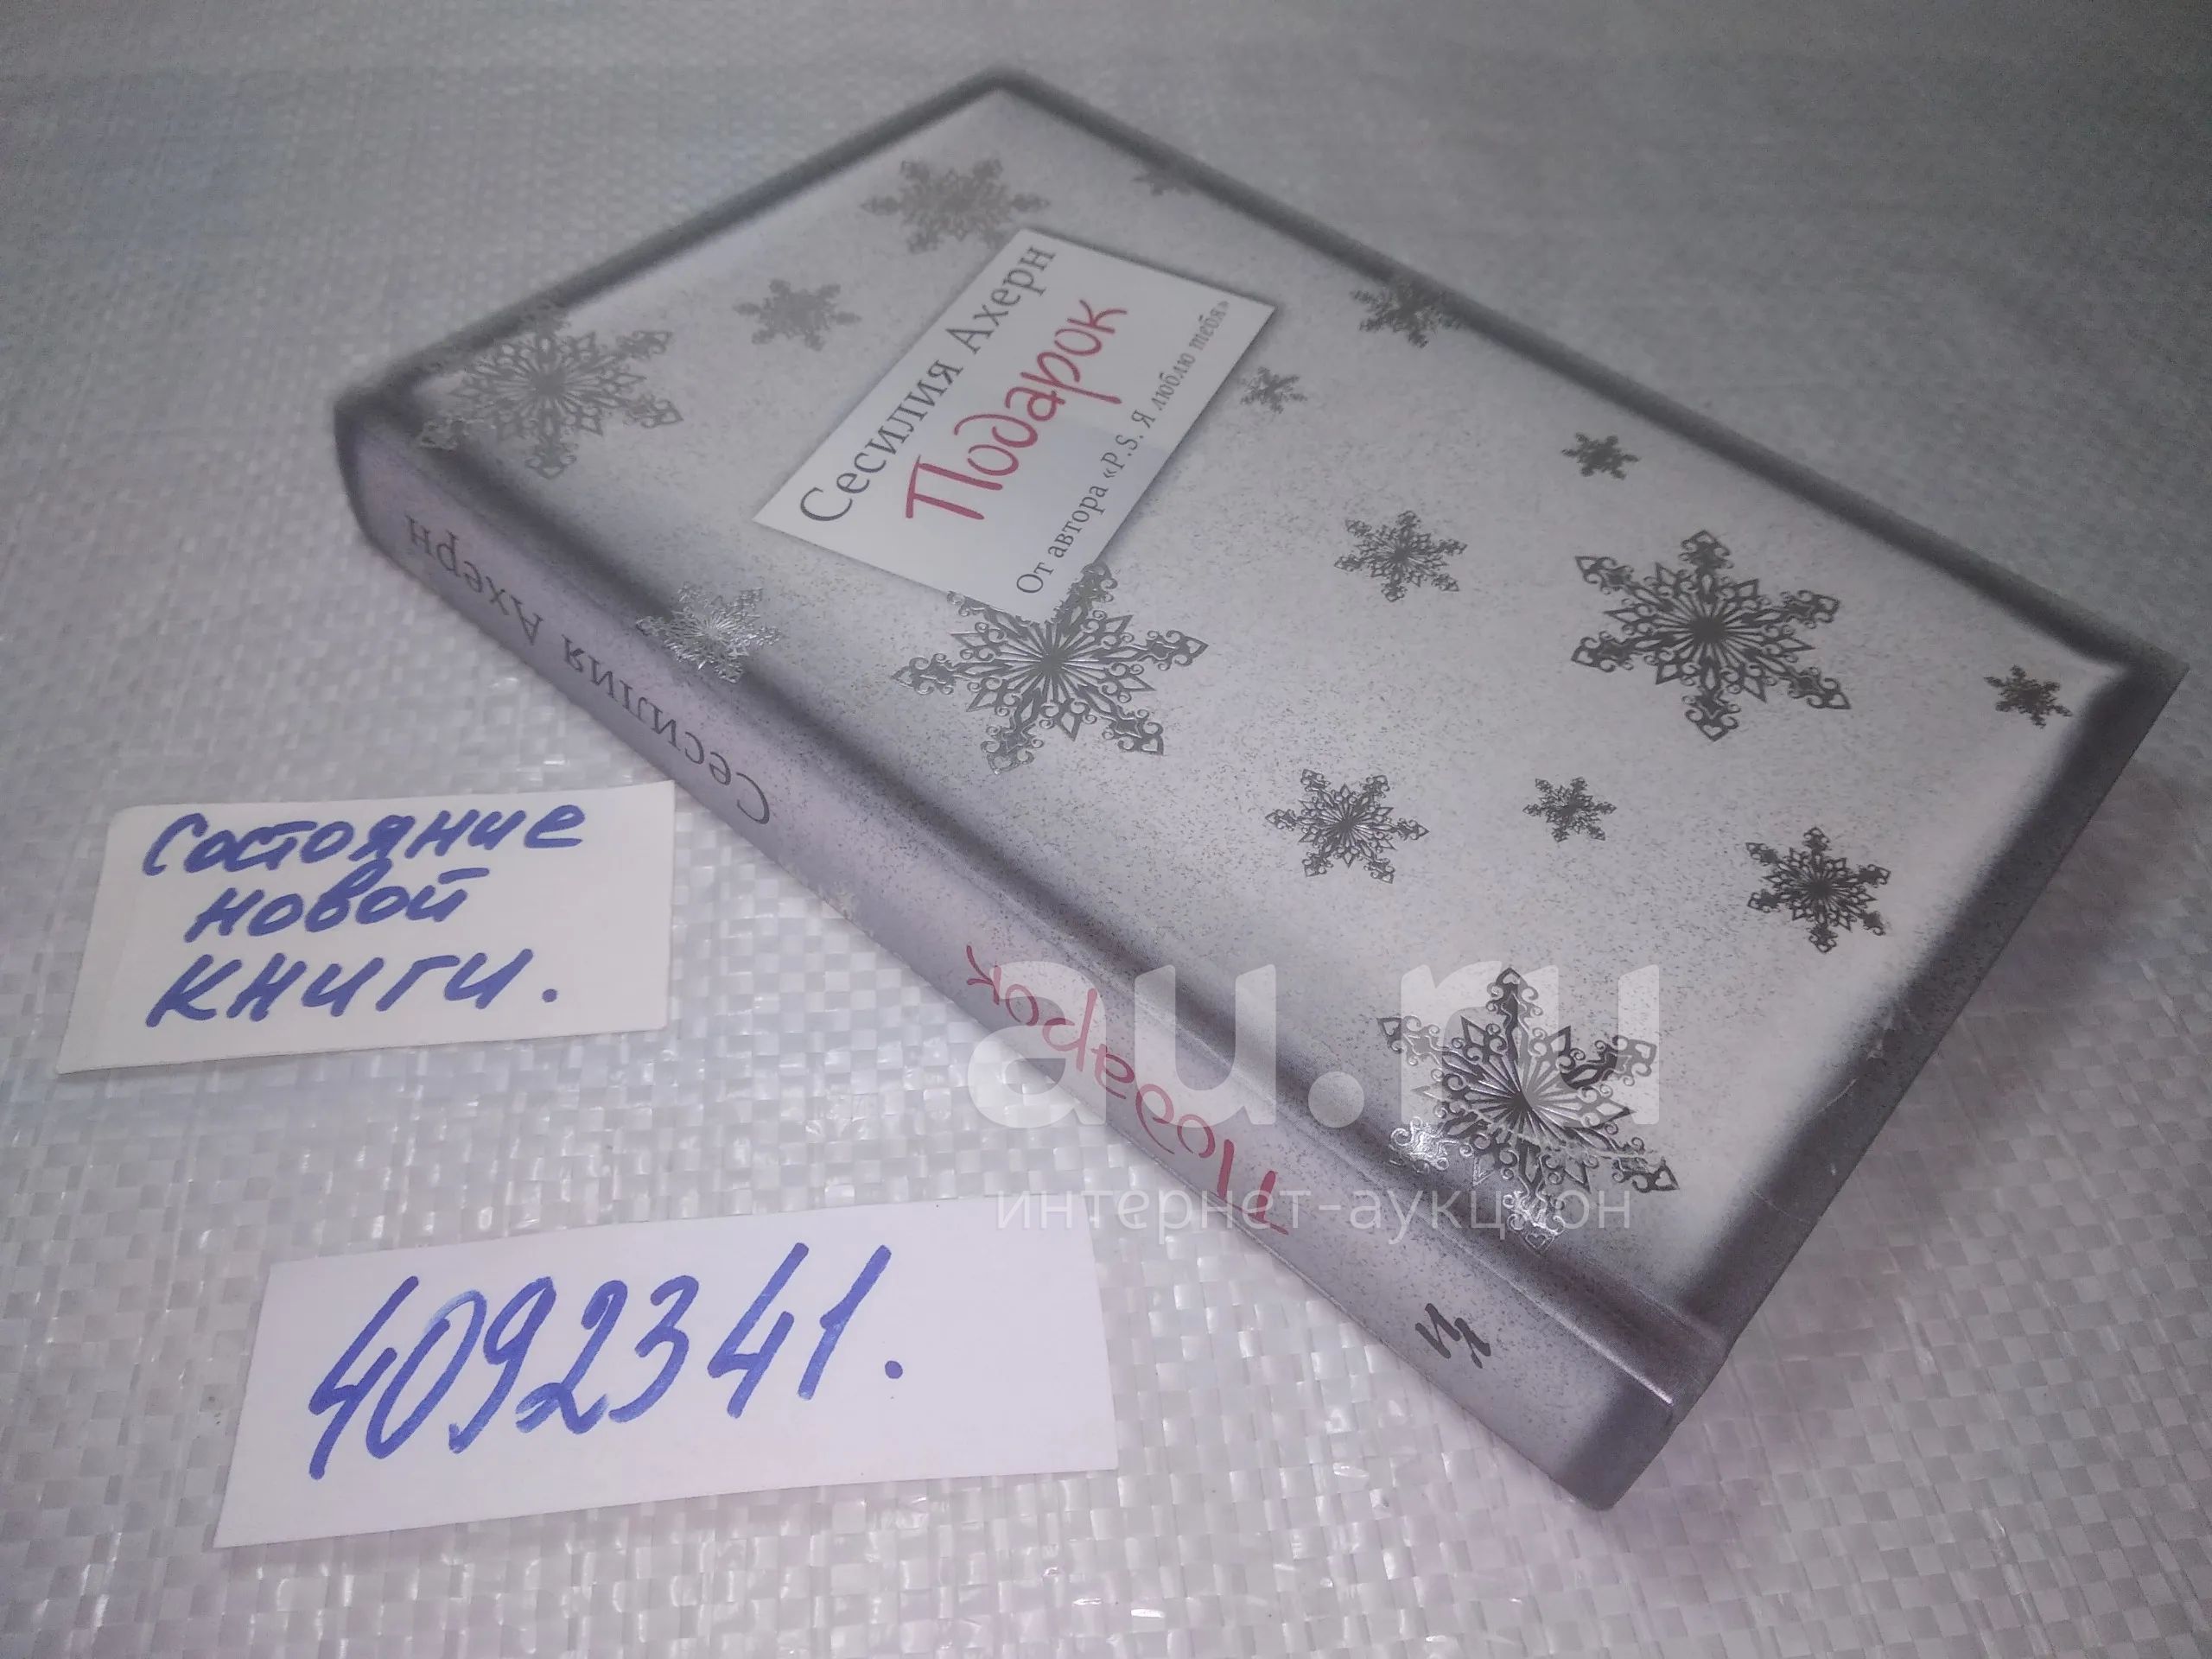 Сесилия Ахерн
Подарок
От автора «P.S. Я люблю тебя»
Сесилия Ахерн
Подарок
Состояние
новой
книги.
4092341.
au.ru
интернет-аукцион